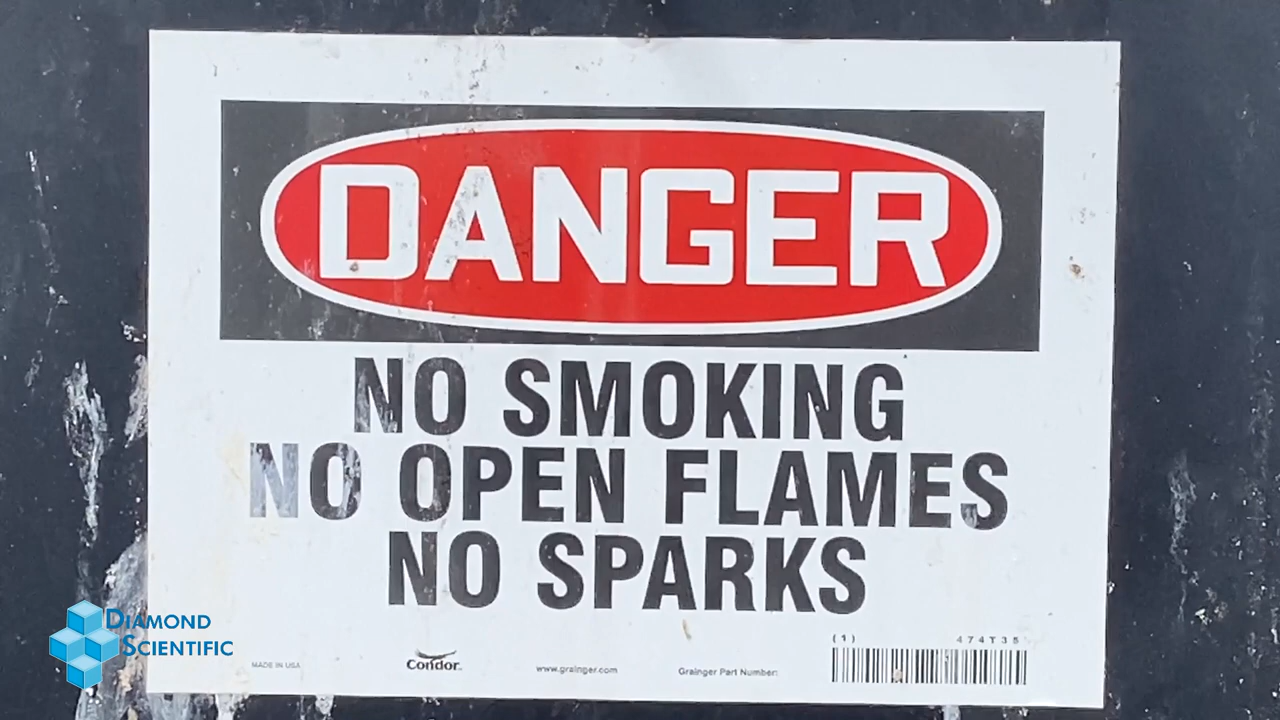 DANGER
NO SMOKING
NO OPEN FLAMES
NO SPARKS
(1) 474T35
MADE IN USA
Condor
www.grainger.com
Grainger Part Number:
DIAMOND
SCIENTIFIC